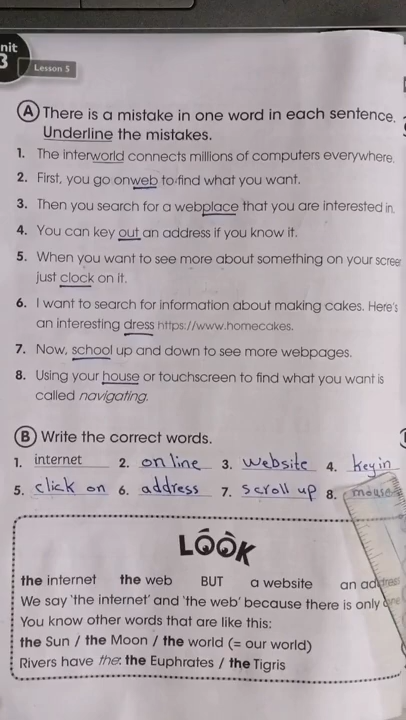 nit
3
Lesson 5
A There is a mistake in one word in each sentence.
Underline the mistakes.
1. The interworld connects millions of computers everywhere.
2. First, you go onweb to find what you want.
3. Then you search for a webplace that you are interested in.
4. You can key out an address if you know it.
5. When you want to see more about something on your screen
just clock on it.
6. I want to search for information about making cakes. Here's
an interesting dress https://www.homecakes.
7. Now, school up and down to see more webpages.
8. Using your house or touchscreen to find what you want is
called navigating.
B Write the correct words.
1. internet 2. online 3. website 4. key in
5. click on 6. address 7. scroll up 8. mouse
LOOK
the internet the web BUT a website an address
We say 'the internet' and 'the web' because there is only one
You know other words that are like this:
the Sun / the Moon / the world (= our world)
Rivers have the: the Euphrates / the Tigris